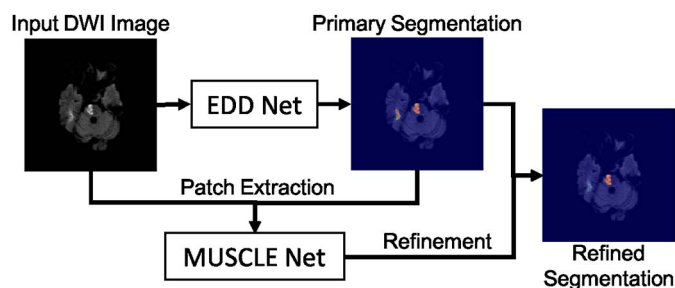 Input DWI Image
Primary Segmentation
EDD Net
Patch Extraction
MUSCLE Net
Refinement
Refined
Segmentation